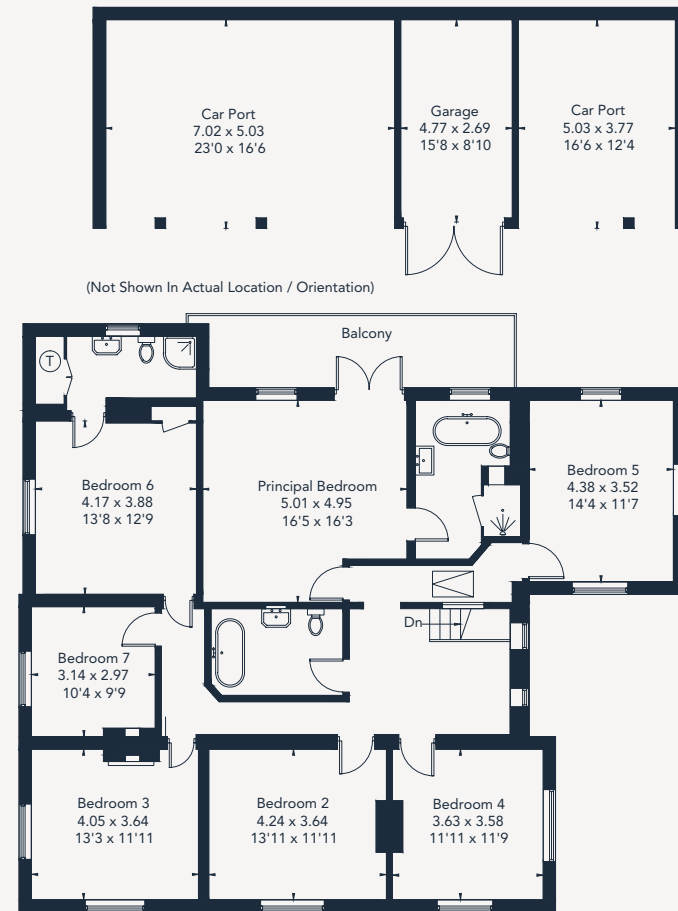 Car Port
7.02 x 5.03
23'0 x 16'6
Garage
4.77 x 2.69
15'8 x 8'10
Car Port
5.03 x 3.77
16'6 x 12'4
(Not Shown In Actual Location / Orientation)
Balcony
T
Bedroom 6
4.17 x 3.88
13'8 x 12'9
Principal Bedroom
5.01 x 4.95
16'5 x 16'3
Bedroom 5
4.38 x 3.52
14'4 x 11'7
Dn
Bedroom 7
3.14 x 2.97
10'4 x 9'9
Bedroom 3
4.05 x 3.64
13'3 x 11'11
Bedroom 2
4.24 x 3.64
13'11 x 11'11
Bedroom 4
3.63 x 3.58
11'11 x 11'9